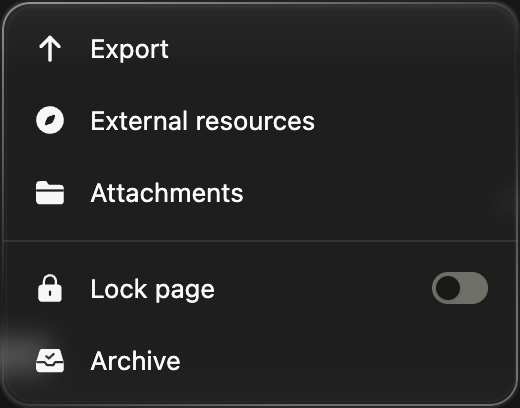 Export
External resources
Attachments
Lock page
Archive